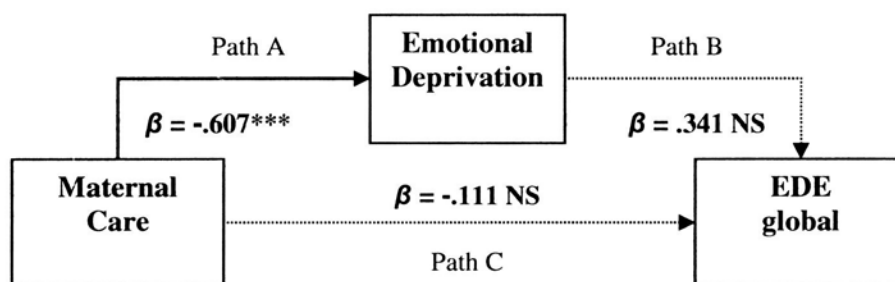 Path A
Emotional
Deprivation
Path B
β = -.607***
β = .341 NS
Maternal
Care
β = -.111 NS
EDE
global
Path C